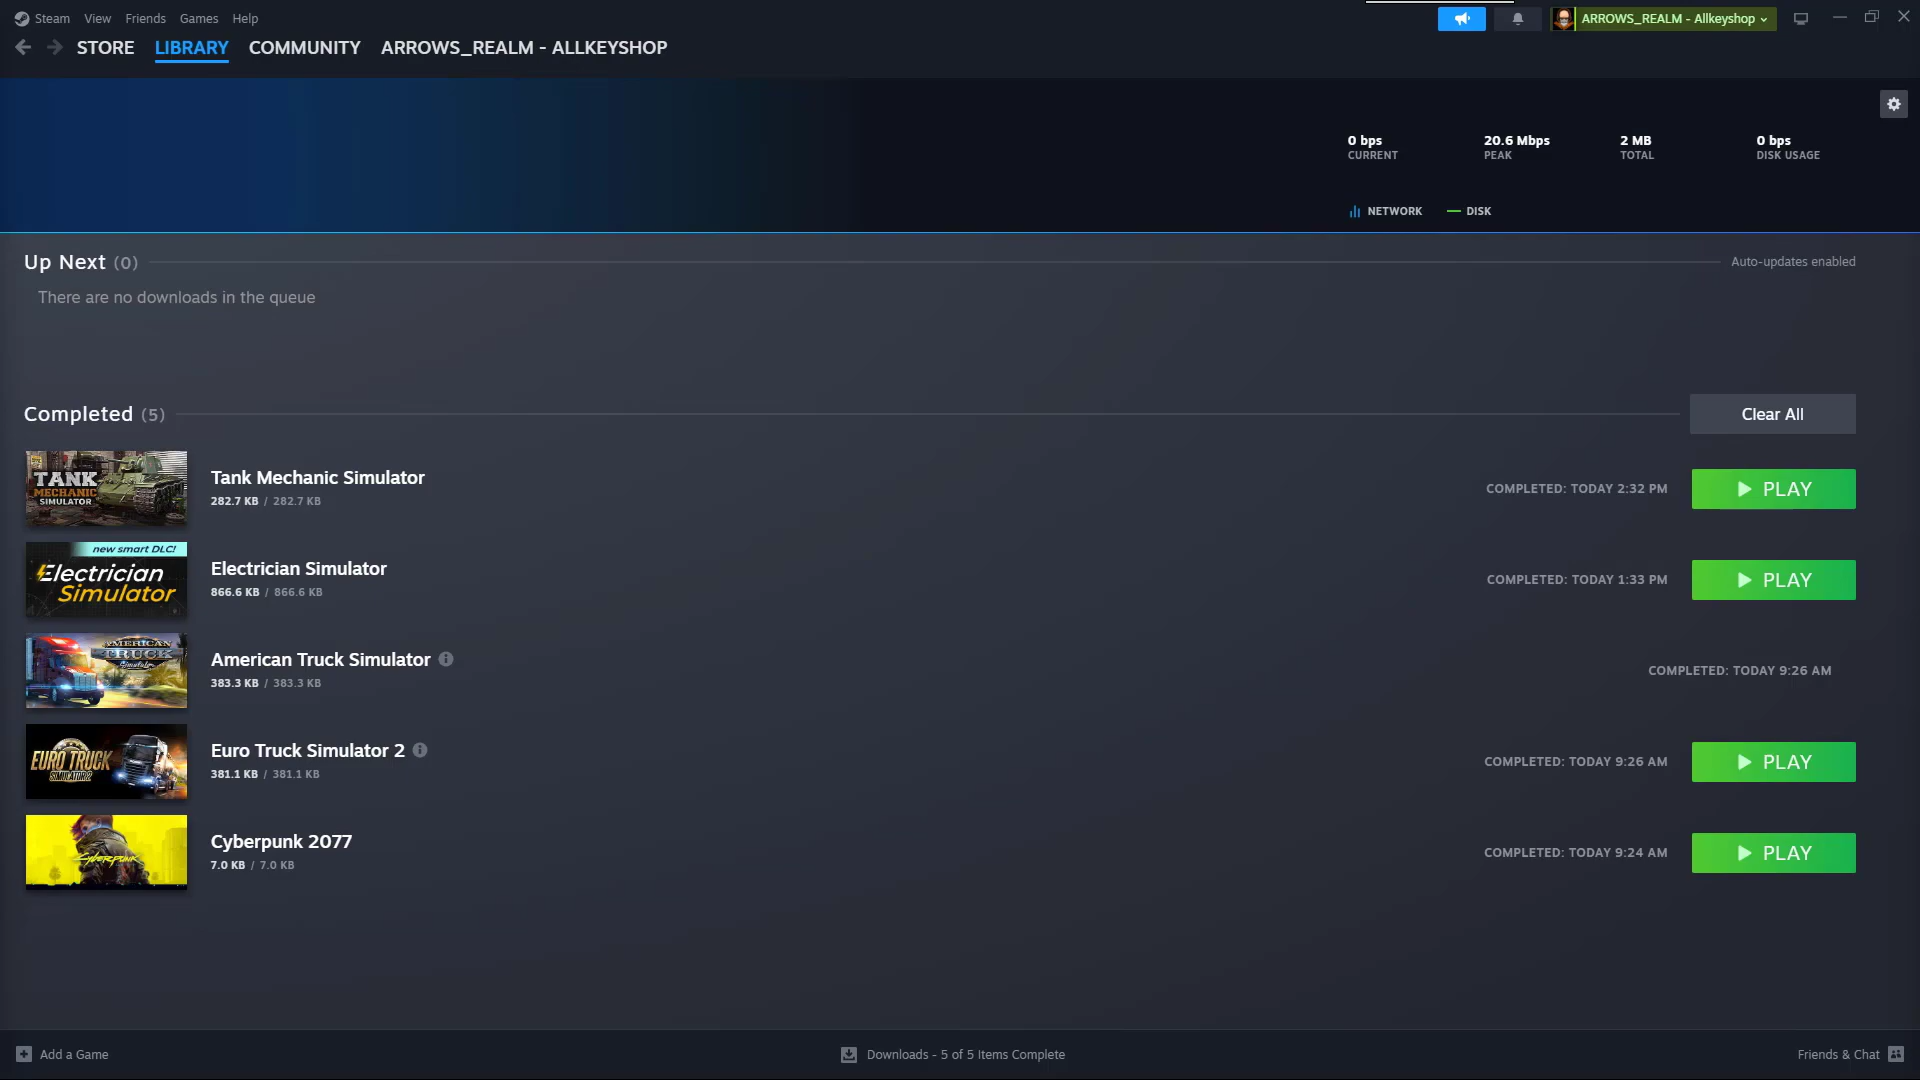 Steam View Friends Games Help
ARROWS_REALM - Allkeyshop
STORE LIBRARY COMMUNITY ARROWS_REALM - ALLKEYSHOP
0 bps 20.6 Mbps 2 MB 0 bps
CURRENT PEAK TOTAL DISK USAGE
NETWORK DISK
Up Next (0) Auto-updates enabled
There are no downloads in the queue
Completed (5) Clear All
TANK
MECHANIC
SIMULATOR
Tank Mechanic Simulator
282.7 KB / 282.7 KB
COMPLETED: TODAY 2:32 PM PLAY
new smart DLC!
Electrician
Simulator
Electrician Simulator
866.6 KB / 866.6 KB
COMPLETED: TODAY 1:33 PM PLAY
AMERICAN
TRUCK
Simulator
American Truck Simulator
383.3 KB / 383.3 KB
COMPLETED: TODAY 9:26 AM
EURO TRUCK
SIMULATOR 2
Euro Truck Simulator 2
381.1 KB / 381.1 KB
COMPLETED: TODAY 9:26 AM PLAY
Cyberpunk
Cyberpunk 2077
7.0 KB / 7.0 KB
COMPLETED: TODAY 9:24 AM PLAY
Add a Game Downloads - 5 of 5 Items Complete Friends & Chat